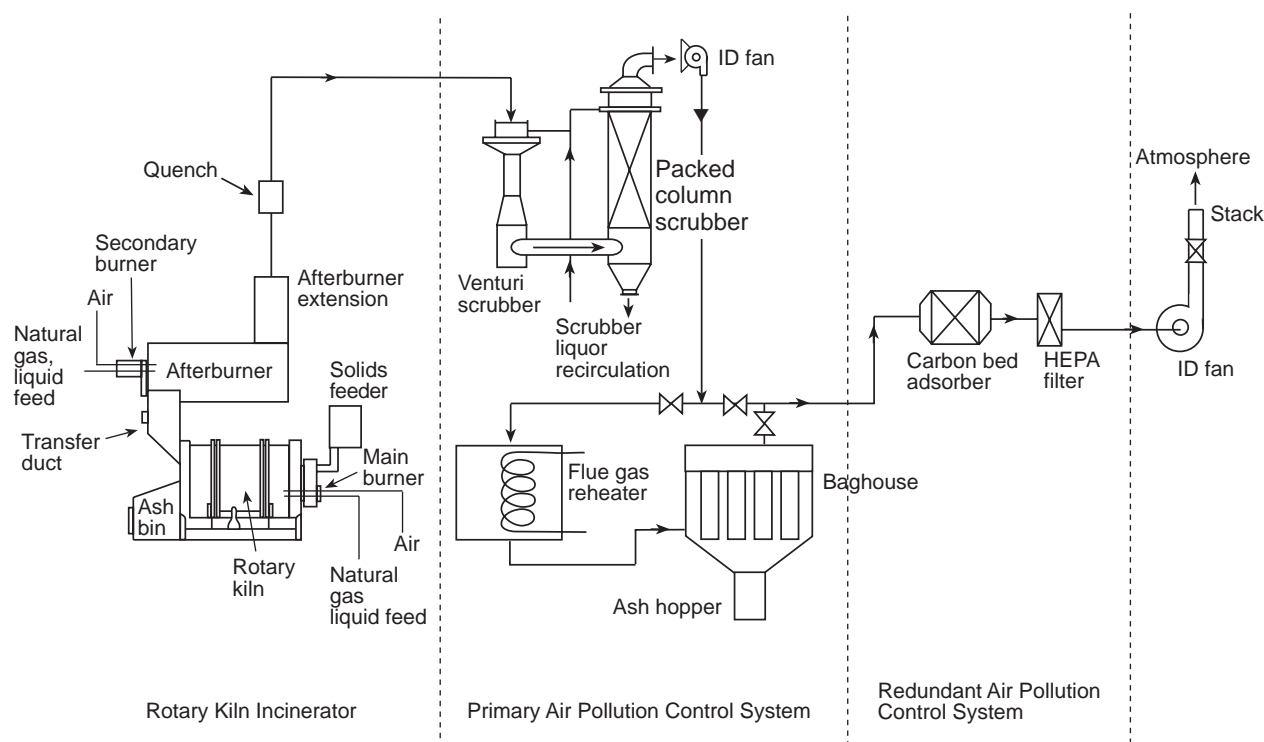 ID fan
Atmosphere
Quench
Packed
column
scrubber
Stack
Secondary
burner
Afterburner
extension
Venturi
scrubber
Air
Scrubber
liquor
recirculation
Natural
gas,
liquid
feed
Afterburner
Carbon bed
adsorber
HEPA
filter
ID fan
Solids
feeder
Transfer
duct
Main
burner
Flue gas
reheater
Baghouse
Ash
bin
Air
Rotary
kiln
Natural
gas
liquid feed
Ash hopper
Rotary Kiln Incinerator
Primary Air Pollution Control System
Redundant Air Pollution
Control System